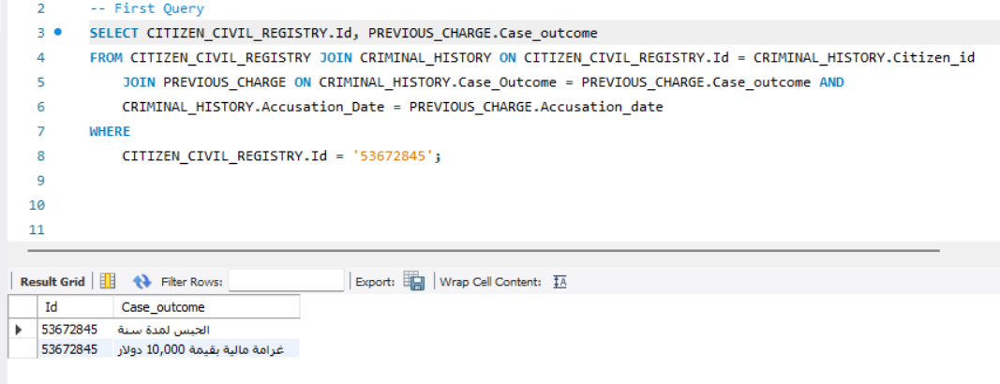 2 -- First Query
3 SELECT CITIZEN_CIVIL_REGISTRY.Id, PREVIOUS_CHARGE.Case_outcome
4 FROM CITIZEN_CIVIL_REGISTRY JOIN CRIMINAL_HISTORY ON CITIZEN_CIVIL_REGISTRY.Id = CRIMINAL_HISTORY.Citizen_id
5 JOIN PREVIOUS_CHARGE ON CRIMINAL_HISTORY.Case_Outcome = PREVIOUS_CHARGE.Case_outcome AND
6 CRIMINAL_HISTORY.Accusation_Date = PREVIOUS_CHARGE.Accusation_date
7 WHERE
8 CITIZEN_CIVIL_REGISTRY.Id = '53672845';
9
10
11
Result Grid Filter Rows: Export: Wrap Cell Content:
Id Case_outcome
53672845 الحبس لمدة سنة
53672845 غرامة مالية بقيمة 10,000 دولار